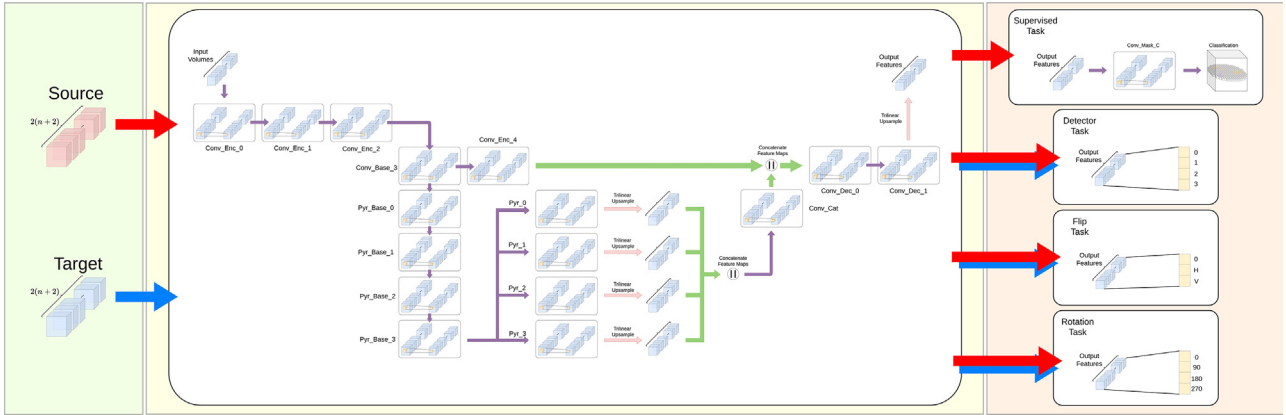 Source
2(n + 2)
Target
2(n + 2)
Input
Volumes
Conv_Enc_0
Conv_Enc_1
Conv_Enc_2
Conv_Base_3
Conv_Enc_4
Pyr_Base_0
Pyr_Base_1
Pyr_Base_2
Pyr_Base_3
Pyr_0
Trilinear
Upsample
Pyr_1
Trilinear
Upsample
Pyr_2
Trilinear
Upsample
Pyr_3
Trilinear
Upsample
Concatenate
Feature Maps
||
Conv_Cat
Concatenate
Feature Maps
||
Conv_Dec_0
Conv_Dec_1
Trilinear
Upsample
Output
Features
Supervised
Task
Output
Features
Conv_Mask_C
Classification
Detector
Task
Output
Features
0
1
2
3
Flip
Task
Output
Features
0
H
V
Rotation
Task
Output
Features
0
90
180
270